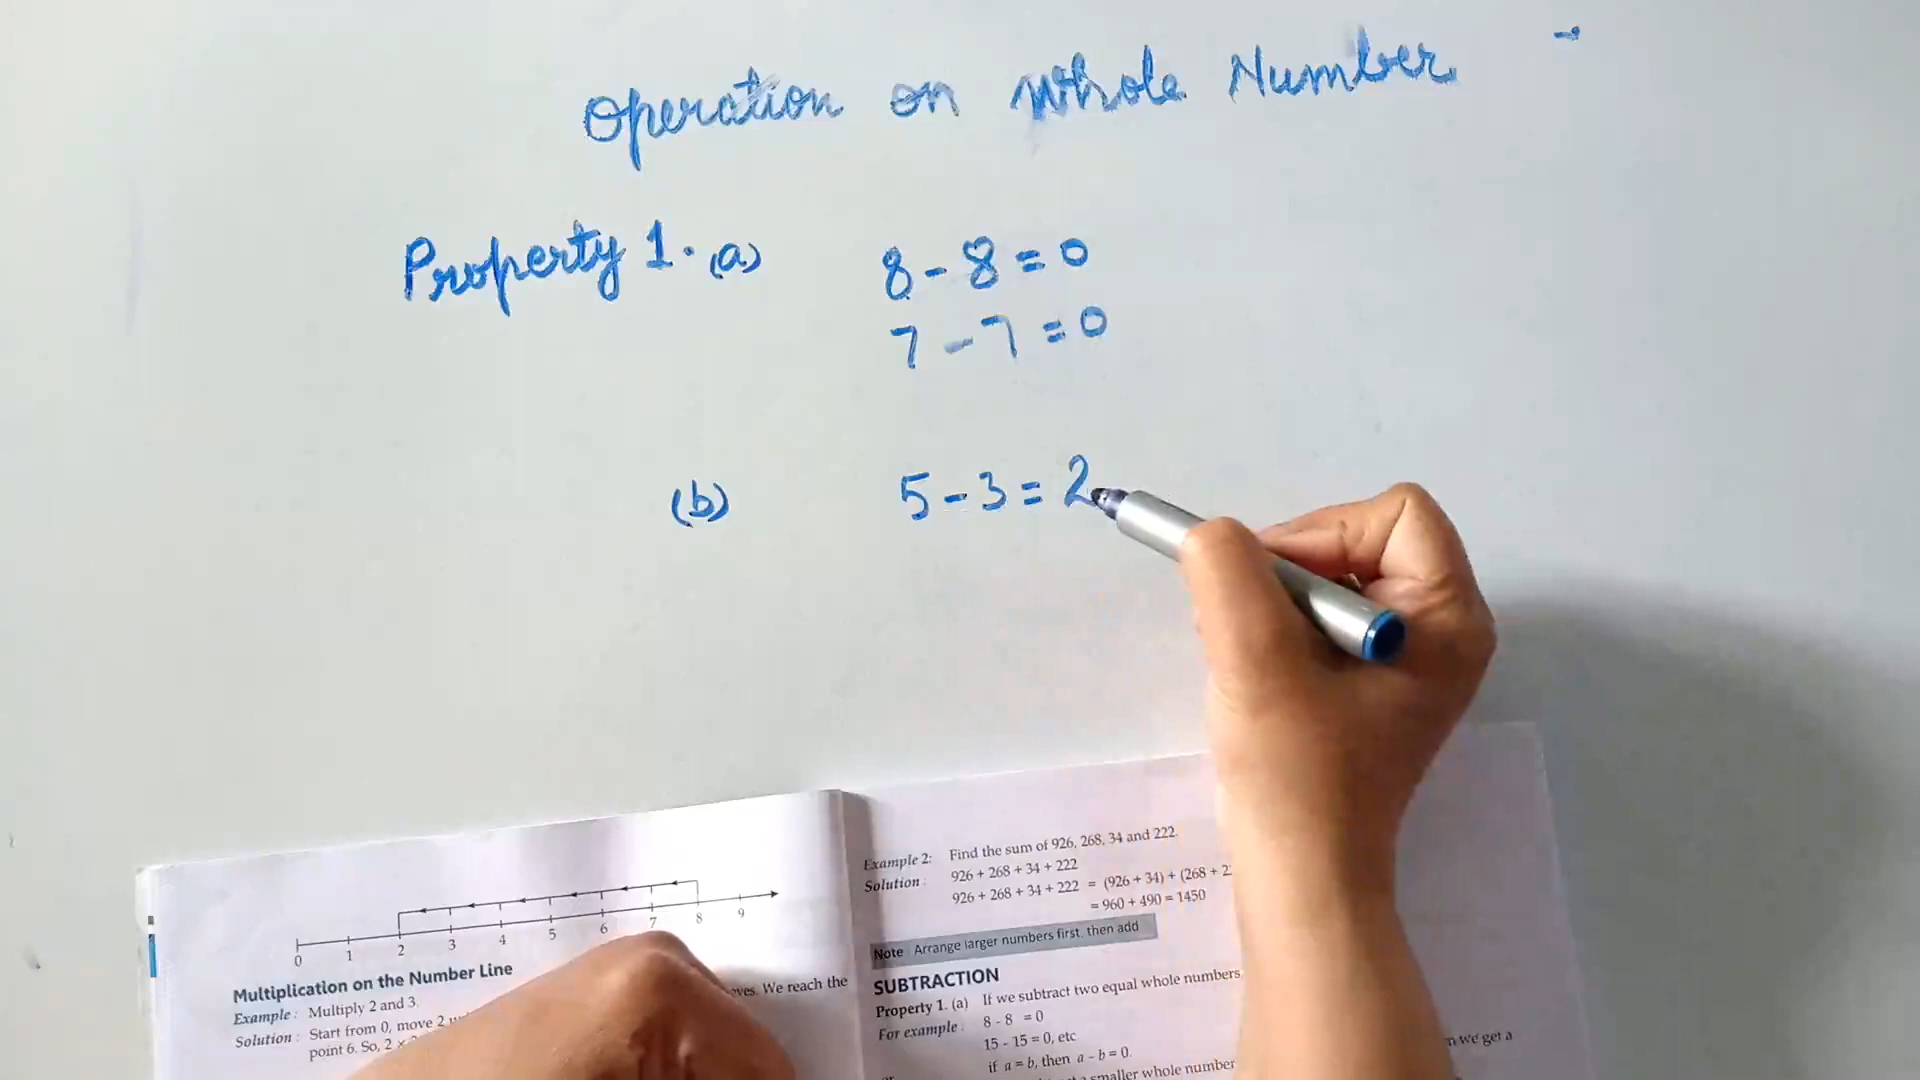 Operation on Whole Number
Property 1. (a) 8 - 8 = 0
7 - 7 = 0
(b) 5 - 3 = 2
0 1 2 3 4 5 6 7 8 9
Multiplication on the Number Line
Example : Multiply 2 and 3.
Solution : Start from 0, move 2
point 6. So, 2 ×
We reach the
Example 2: Find the sum of 926, 268, 34 and 222.
Solution : 926 + 268 + 34 + 222
926 + 268 + 34 + 222 = (926 + 34) + (268 +
= 960 + 490 = 1450
Note Arrange larger numbers first, then add
SUBTRACTION
Property 1. (a) If we subtract two equal whole numbers
For example : 8 - 8 = 0
15 - 15 = 0, etc
if a = b, then a - b = 0.
or
a smaller whole number
we get a